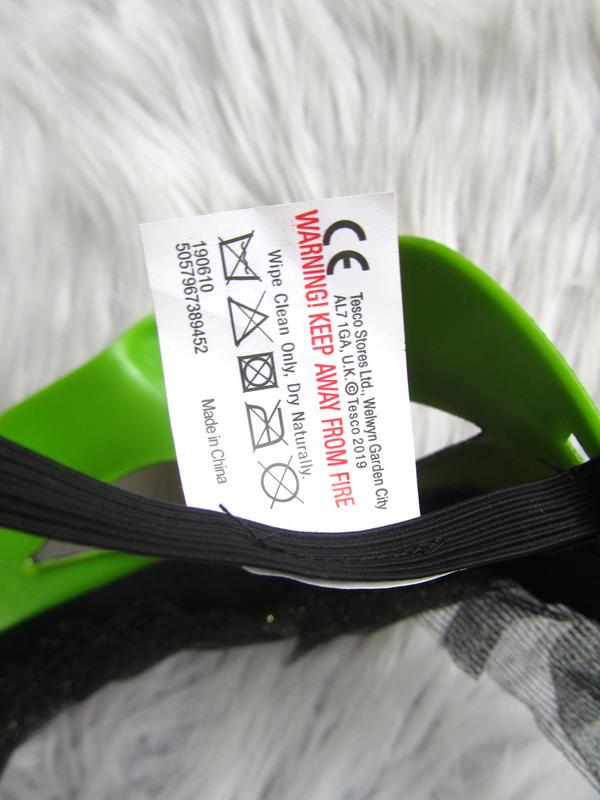 CE
Tesco Stores Ltd., Welwyn Garden City
AL7 1GA, U.K. © Tesco 2019
WARNING! KEEP AWAY FROM FIRE
Wipe Clean Only, Dry Naturally.
190610
5057967389452
Made in China